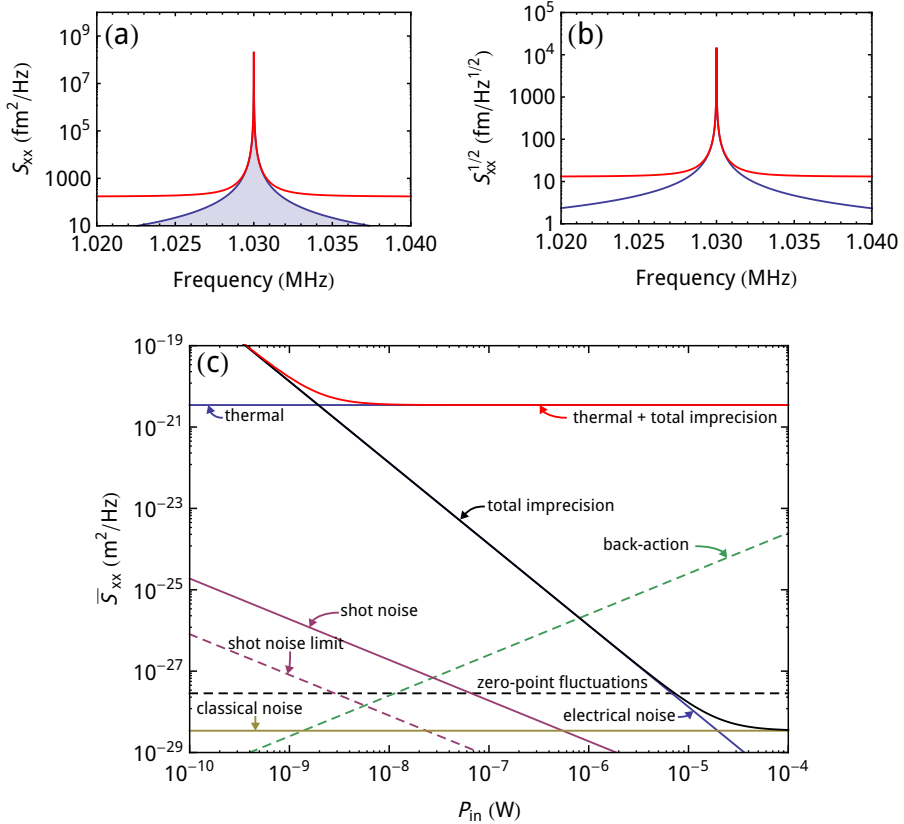 (a)
10^9
10^7
10^5
1000
10
S_xx (fm^2/Hz)
1.020 1.025 1.030 1.035 1.040
Frequency (MHz)
(b)
10^5
10^4
1000
100
10
1
S_xx^1/2 (fm/Hz^1/2)
1.020 1.025 1.030 1.035 1.040
Frequency (MHz)
(c)
10^-19
10^-21
10^-23
10^-25
10^-27
10^-29
S̅_xx (m^2/Hz)
thermal
thermal + total imprecision
total imprecision
back-action
shot noise
shot noise limit
zero-point fluctuations
classical noise
electrical noise
10^-10 10^-9 10^-8 10^-7 10^-6 10^-5 10^-4
P_in (W)